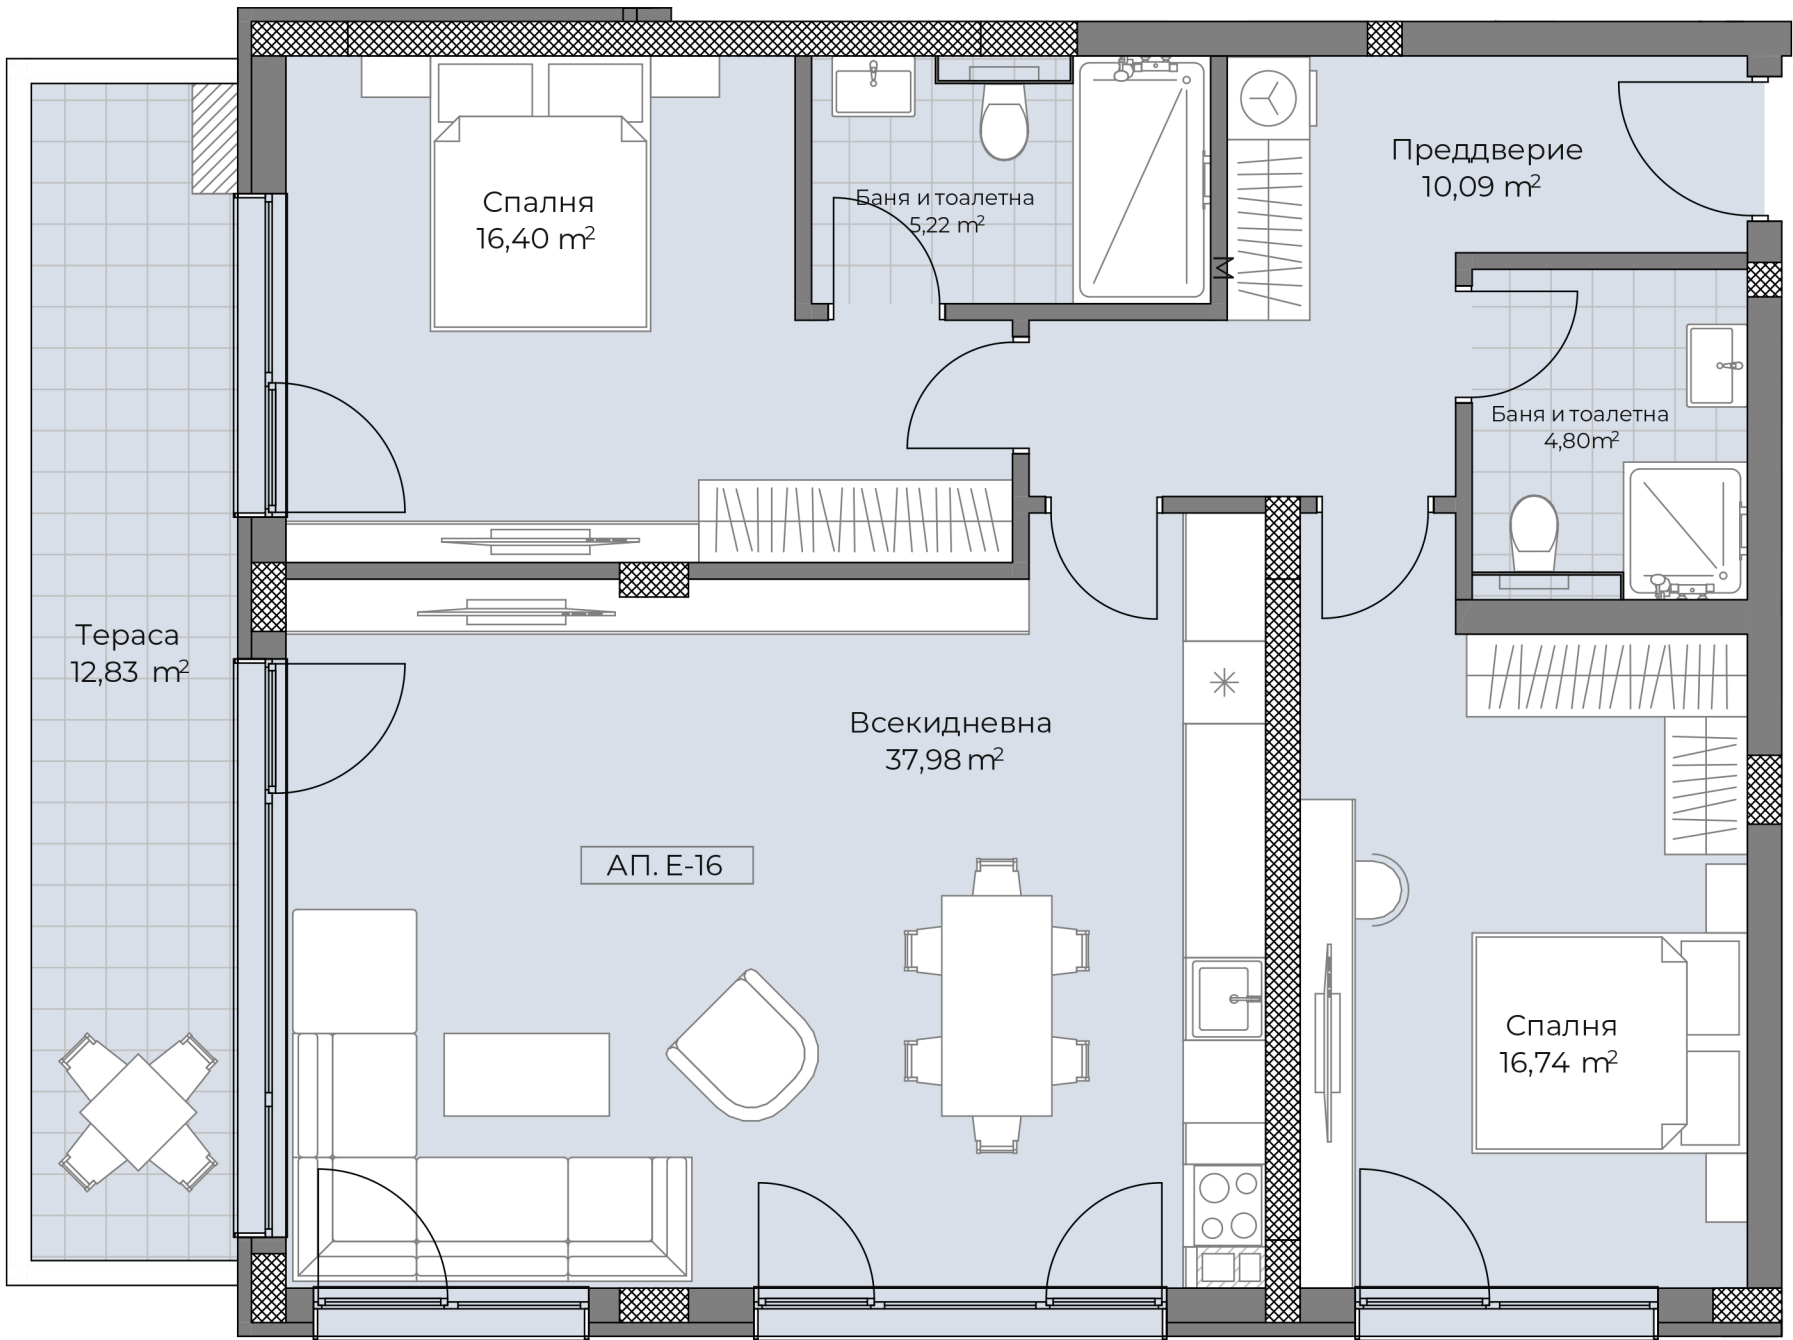 Преддверие
10,09 m²
Спалня
16,40 m²
Баня и тоалетна
5,22 m²
M
Баня и тоалетна
4,80m²
Тераса
12,83 m²
Всекидневна
37,98 m²
АП. Е-16
Спалня
16,74 m²